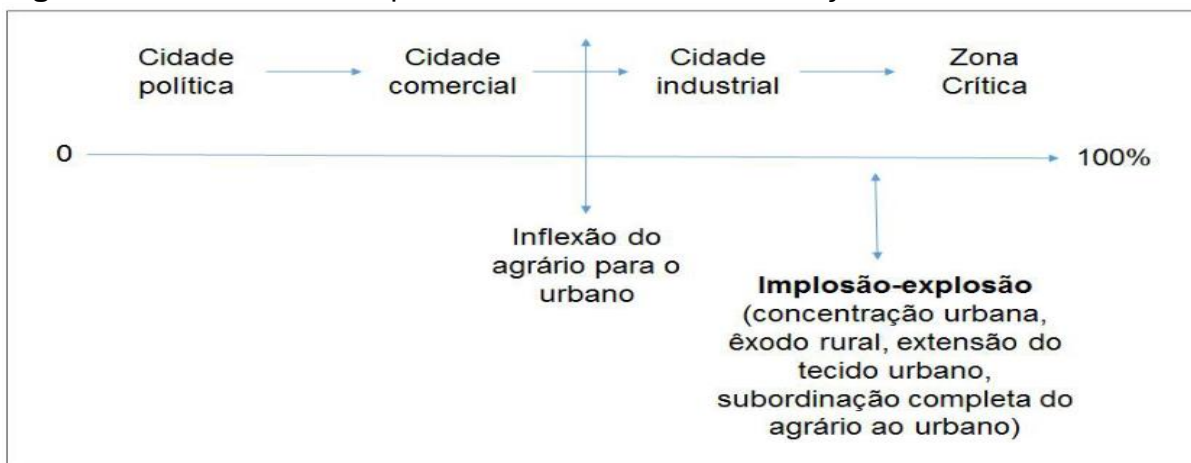 Cidade política
Cidade comercial
Cidade industrial
Zona Crítica
0
100%
Inflexão do
agrário para o
urbano
Implosão-explosão
(concentração urbana,
êxodo rural, extensão do
tecido urbano,
subordinação completa do
agrário ao urbano)